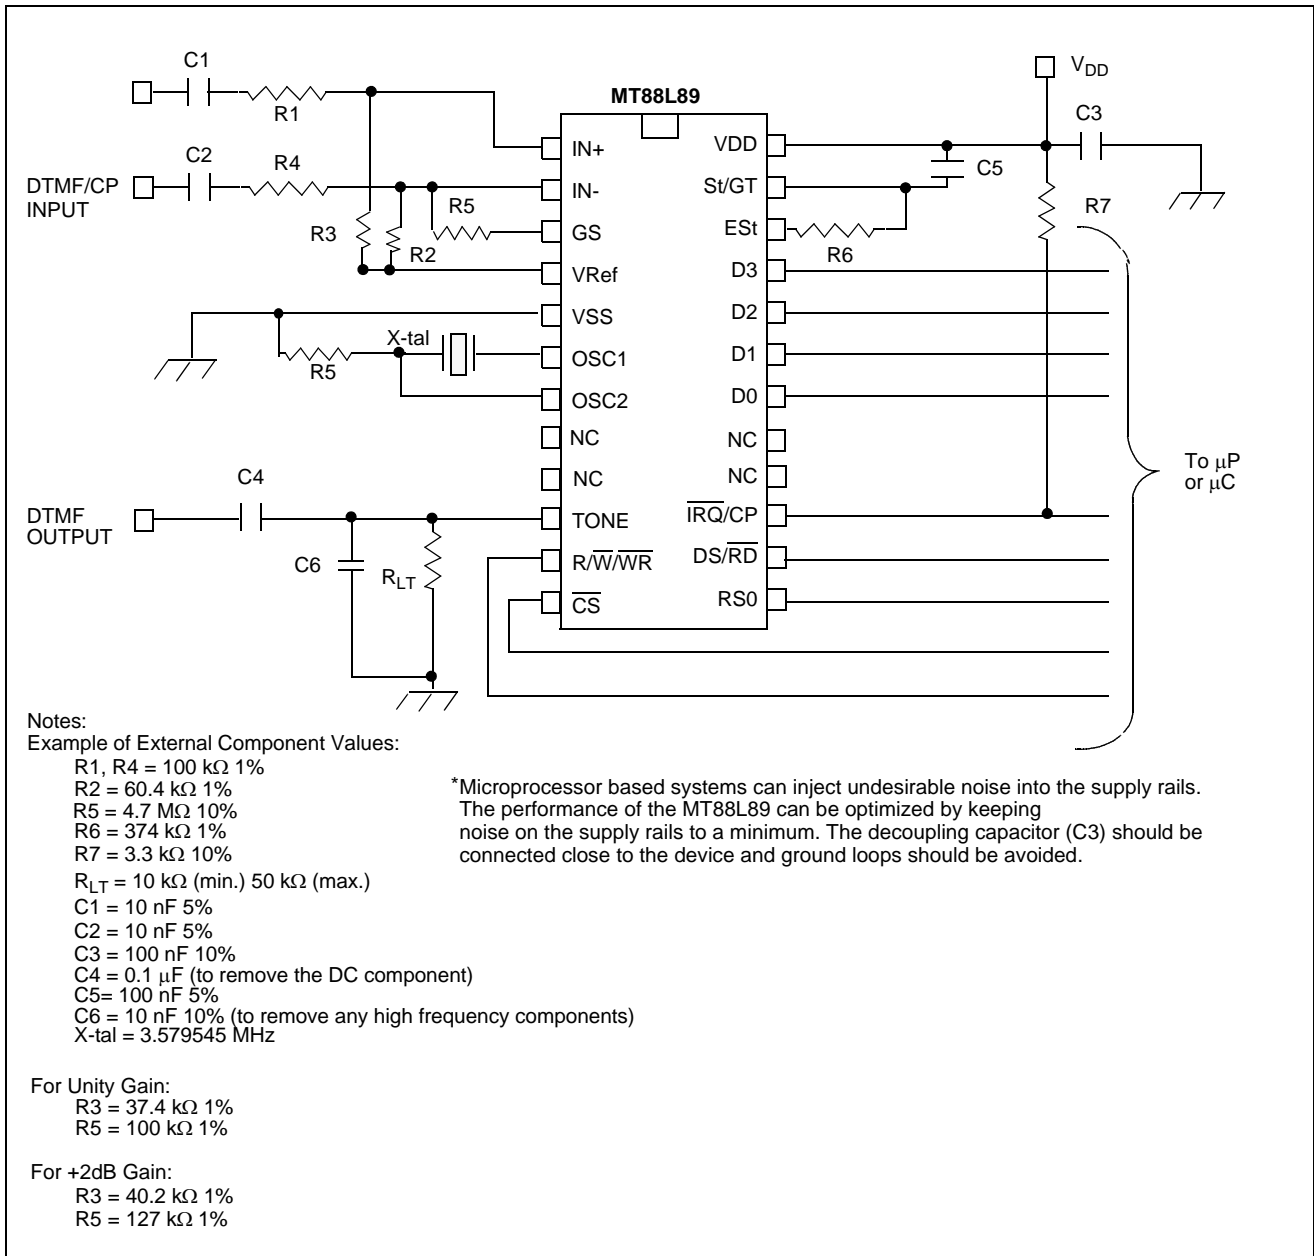 C1
R1
MT88L89
V_DD
C3
C2
R4
IN+
VDD
C5
DTMF/CP
INPUT
IN-
St/GT
R5
R3
R2
GS
ESt
R6
R7
VRef
D3
VSS
D2
X-tal
R5
OSC1
D1
OSC2
D0
NC
NC
NC
NC
To μP
or μC
C4
DTMF
OUTPUT
TONE
I̅R̅Q̅/CP
C6
R_LT
R/W̅/W̅R̅
DS/R̅D̅
C̅S̅
RS0
Notes:
Example of External Component Values:
R1, R4 = 100 kΩ 1%
R2 = 60.4 kΩ 1%
R5 = 4.7 MΩ 10%
R6 = 374 kΩ 1%
R7 = 3.3 kΩ 10%
R_LT = 10 kΩ (min.) 50 kΩ (max.)
C1 = 10 nF 5%
C2 = 10 nF 5%
C3 = 100 nF 10%
C4 = 0.1 μF (to remove the DC component)
C5= 100 nF 5%
C6 = 10 nF 10% (to remove any high frequency components)
X-tal = 3.579545 MHz
*Microprocessor based systems can inject undesirable noise into the supply rails.
The performance of the MT88L89 can be optimized by keeping
noise on the supply rails to a minimum. The decoupling capacitor (C3) should be
connected close to the device and ground loops should be avoided.
For Unity Gain:
R3 = 37.4 kΩ 1%
R5 = 100 kΩ 1%
For +2dB Gain:
R3 = 40.2 kΩ 1%
R5 = 127 kΩ 1%